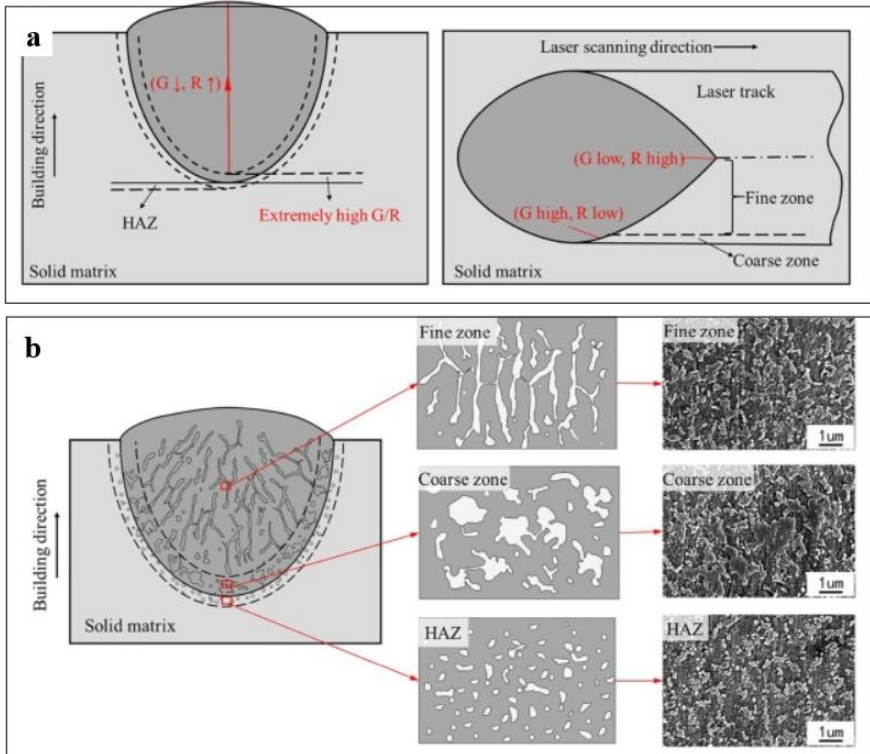 a
Building direction
(G ↓, R ↑)
HAZ
Extremely high G/R
Solid matrix
Laser scanning direction
Laser track
(G low, R high)
Fine zone
(G high, R low)
Coarse zone
Solid matrix
b
Building direction
Solid matrix
Fine zone
Fine zone
1um
Coarse zone
Coarse zone
1um
HAZ
HAZ
1um